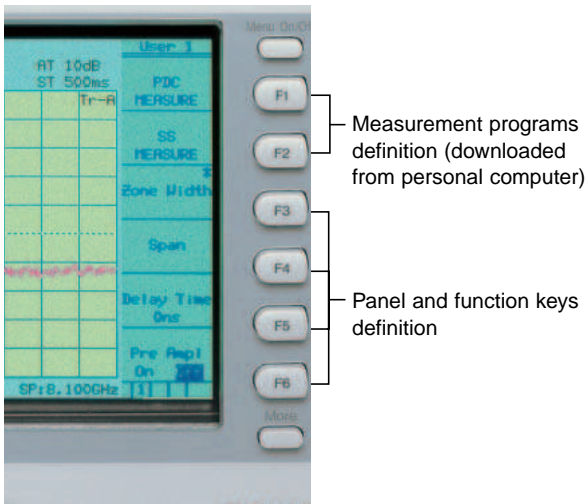 Menu On/Off
User 1
AT 10dB
ST 500ms
Tr-A
PDC
MEASURE
F1
SS
MEASURE
F2
*
Zone Width
F3
Span
F4
Delay Time
0ns
F5
Pre Ampl
On Off
F6
SP:8.100GHz
1
More
Measurement programs
definition (downloaded
from personal computer)
Panel and function keys
definition